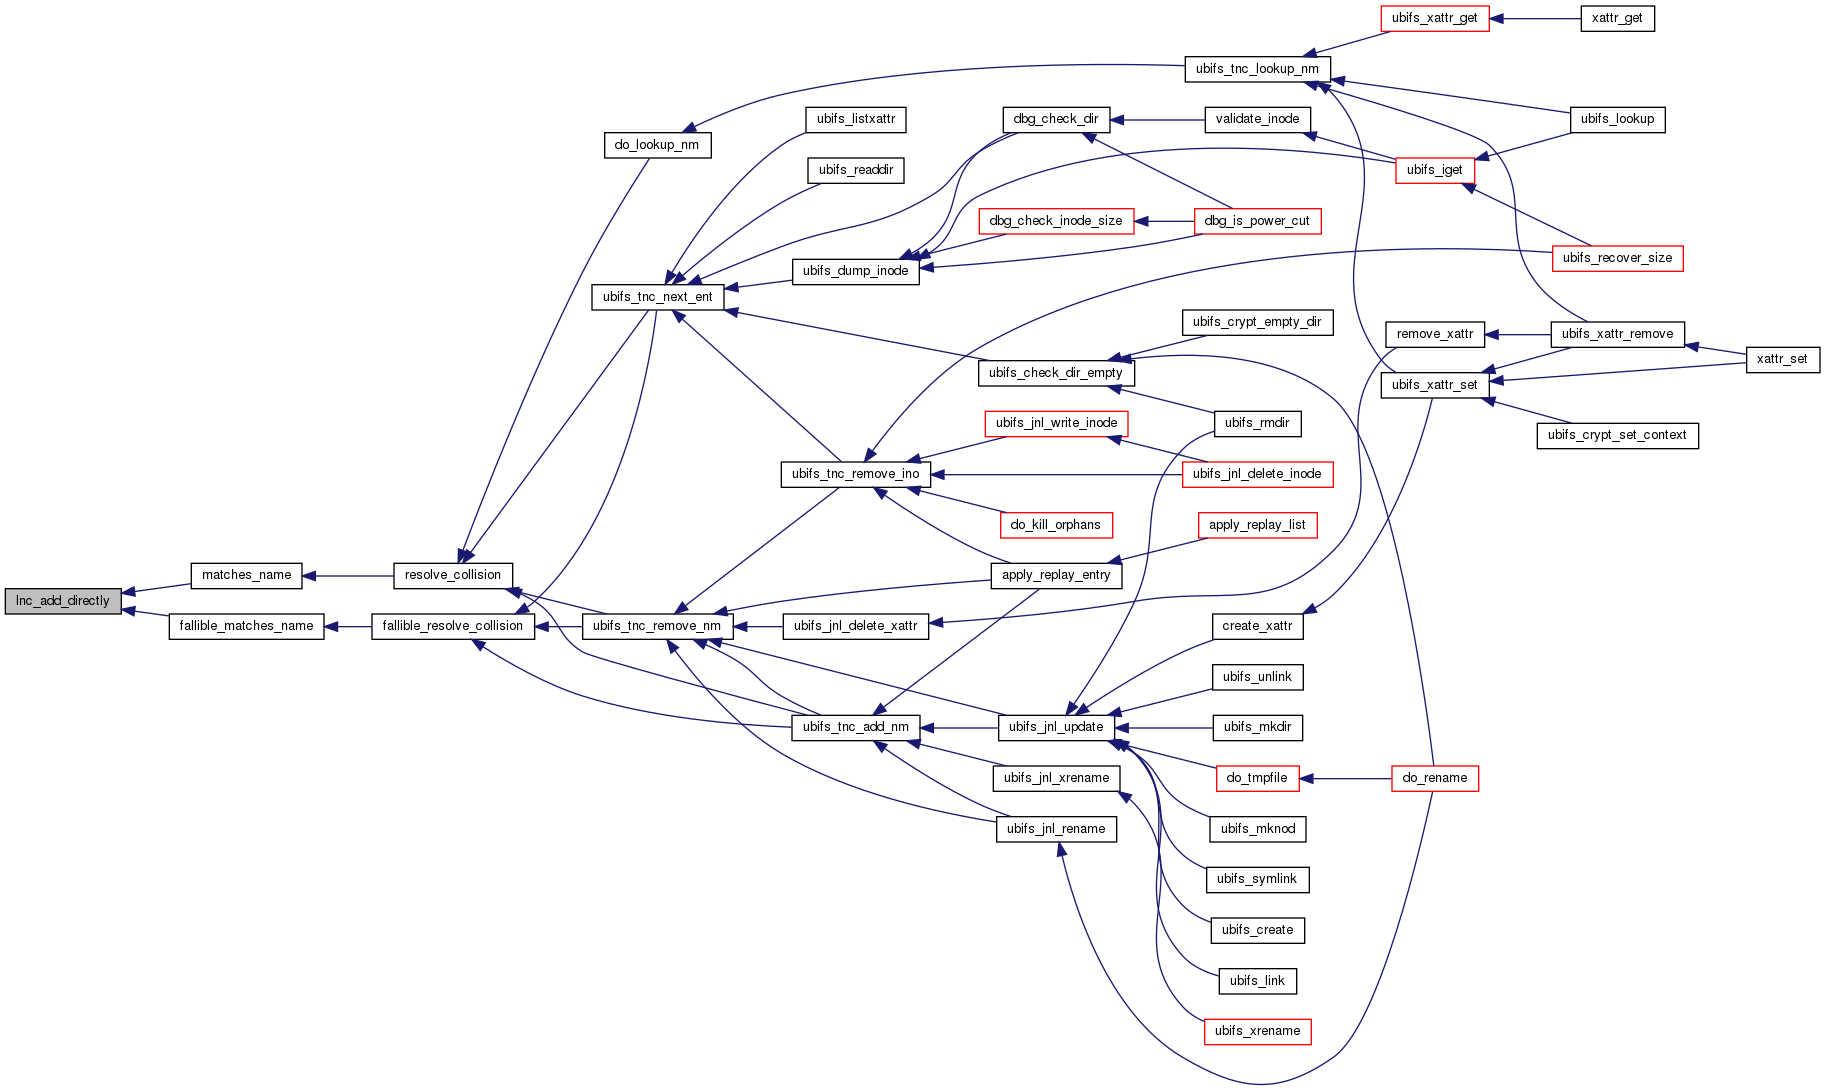 ubifs_xattr_get
xattr_get
ubifs_tnc_lookup_nm
ubifs_listxattr
dbg_check_dir
validate_inode
ubifs_lookup
do_lookup_nm
ubifs_readdir
ubifs_iget
dbg_check_inode_size
dbg_is_power_cut
ubifs_recover_size
ubifs_dump_inode
ubifs_tnc_next_ent
ubifs_crypt_empty_dir
remove_xattr
ubifs_xattr_remove
xattr_set
ubifs_check_dir_empty
ubifs_xattr_set
ubifs_jnl_write_inode
ubifs_rmdir
ubifs_crypt_set_context
ubifs_tnc_remove_ino
ubifs_jnl_delete_inode
do_kill_orphans
apply_replay_list
matches_name
resolve_collision
apply_replay_entry
lnc_add_directly
fallible_matches_name
fallible_resolve_collision
ubifs_tnc_remove_nm
ubifs_jnl_delete_xattr
create_xattr
ubifs_unlink
ubifs_tnc_add_nm
ubifs_jnl_update
ubifs_mkdir
ubifs_jnl_xrename
do_tmpfile
do_rename
ubifs_jnl_rename
ubifs_mknod
ubifs_symlink
ubifs_create
ubifs_link
ubifs_xrename